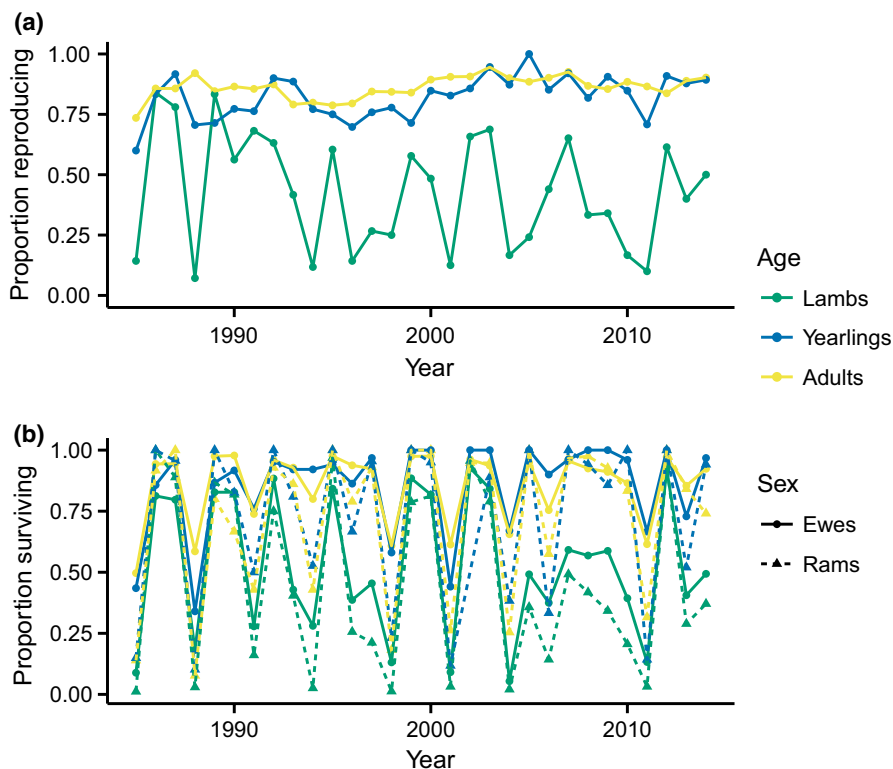 (a)
Proportion reproducing
1.00
0.75
0.50
0.25
0.00
1990 2000 2010
Year
Age
Lambs
Yearlings
Adults
Sex
Ewes
Rams
(b)
Proportion surviving
1.00
0.75
0.50
0.25
0.00
1990 2000 2010
Year